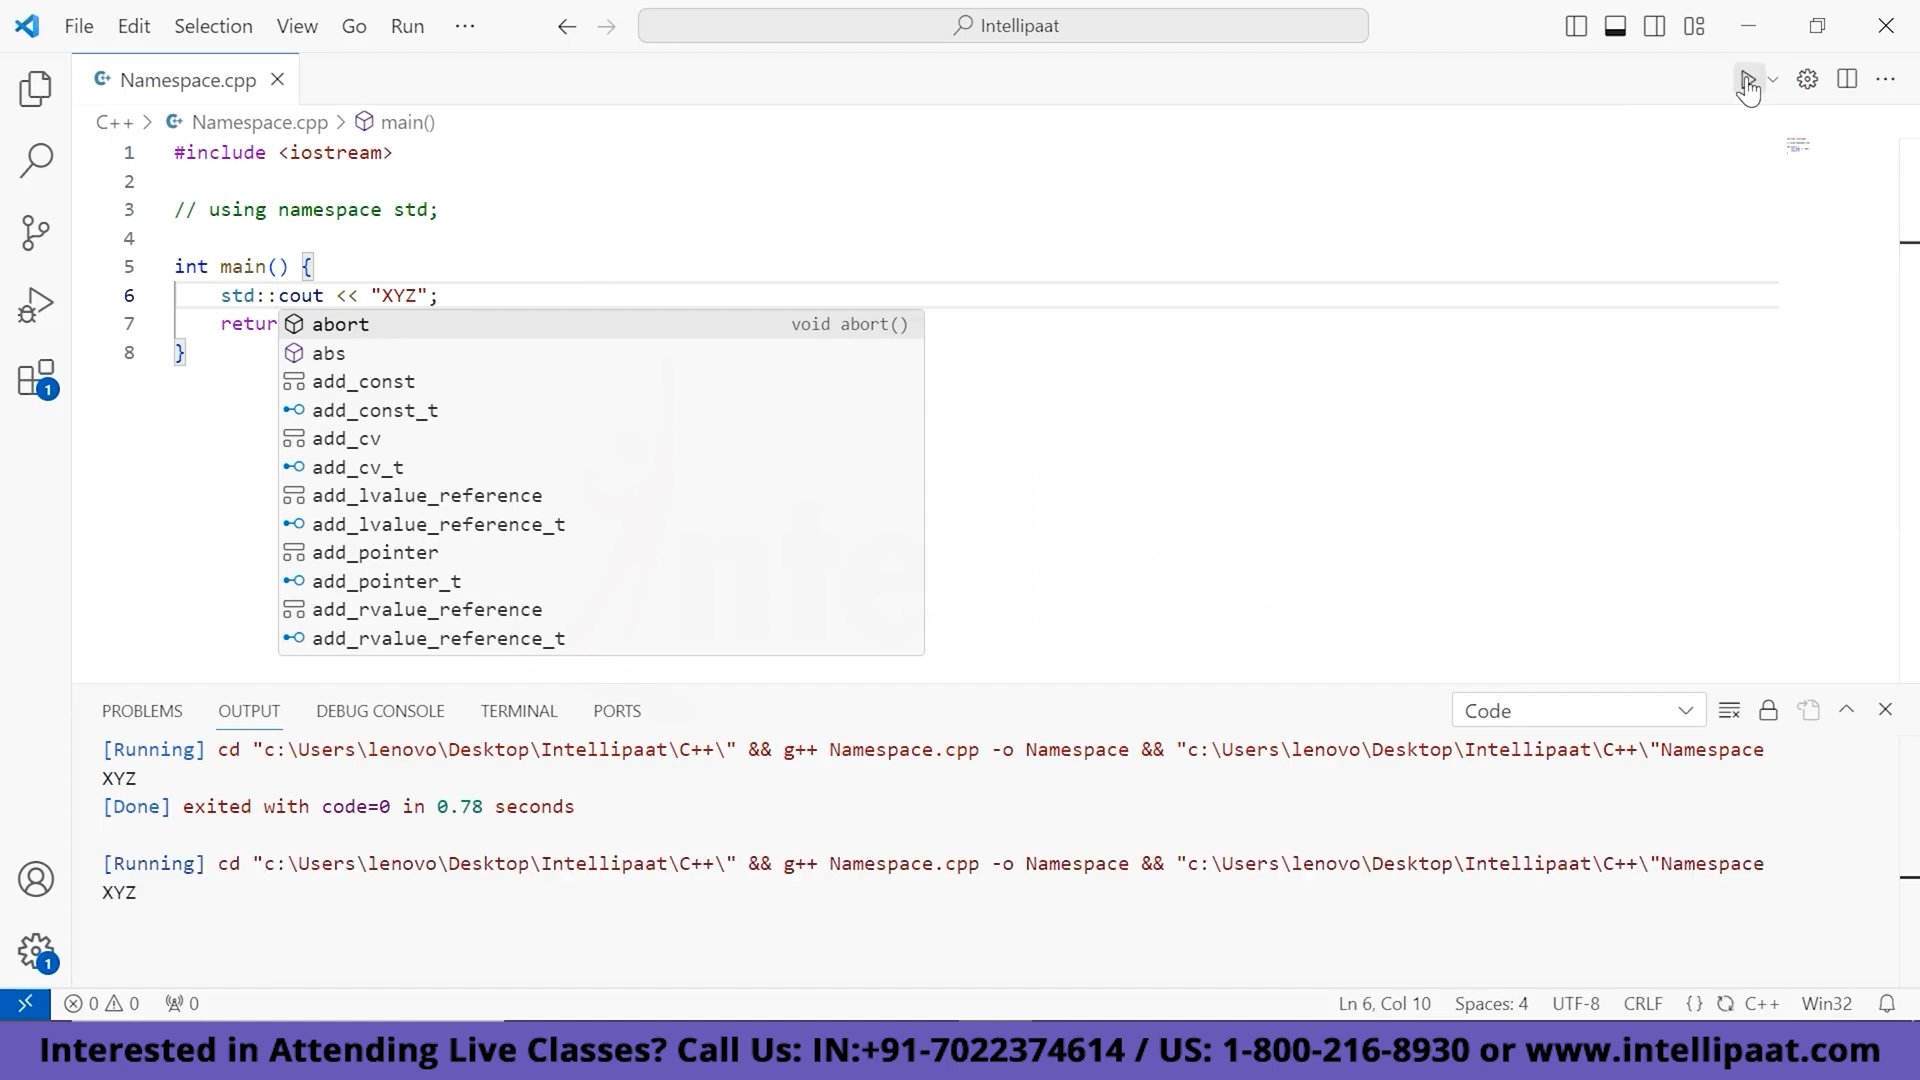 File Edit Selection View Go Run ··· Intellipaat
Namespace.cpp
C++ > Namespace.cpp > main()
1 #include <iostream>
2
3 // using namespace std;
4
5 int main() {
6 std::cout << "XYZ";
7 retur
8 }
abort void abort()
abs
add_const
add_const_t
add_cv
add_cv_t
add_lvalue_reference
add_lvalue_reference_t
add_pointer
add_pointer_t
add_rvalue_reference
add_rvalue_reference_t
IntelliPaat
PROBLEMS OUTPUT DEBUG CONSOLE TERMINAL PORTS Code
[Running] cd "c:\Users\lenovo\Desktop\Intellipaat\C++\" && g++ Namespace.cpp -o Namespace && "c:\Users\lenovo\Desktop\Intellipaat\C++\"Namespace
XYZ
[Done] exited with code=0 in 0.78 seconds
[Running] cd "c:\Users\lenovo\Desktop\Intellipaat\C++\" && g++ Namespace.cpp -o Namespace && "c:\Users\lenovo\Desktop\Intellipaat\C++\"Namespace
XYZ
1
1
0 0 0 Ln 6, Col 10 Spaces: 4 UTF-8 CRLF {} C++ Win32
Interested in Attending Live Classes? Call Us: IN:+91-7022374614 / US: 1-800-216-8930 or www.intellipaat.com